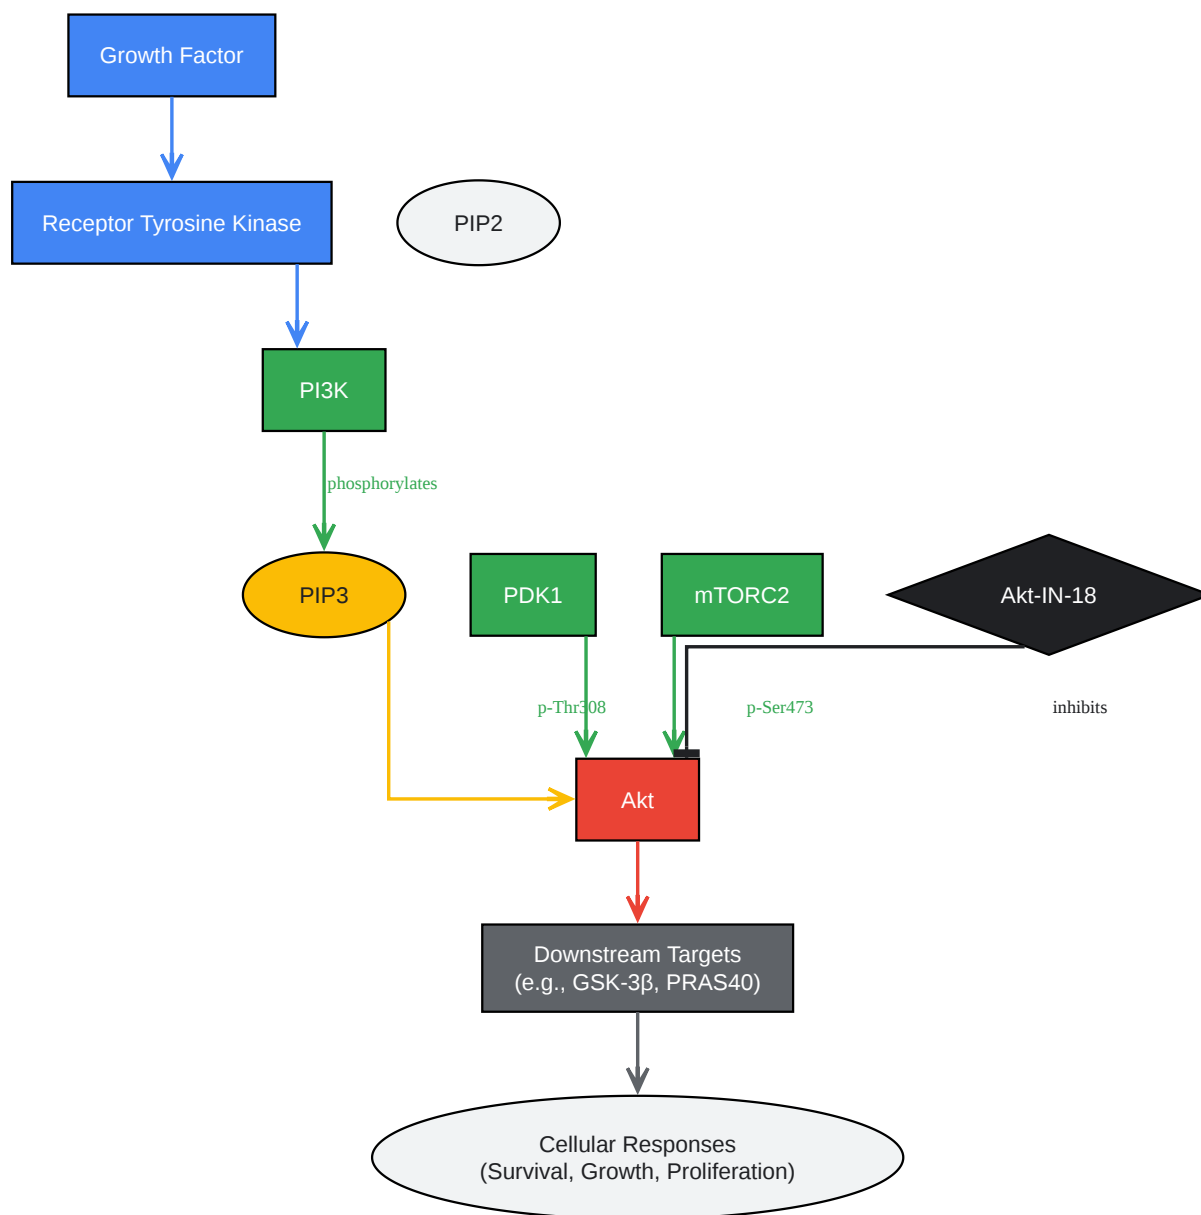 Growth Factor
Receptor Tyrosine Kinase
PIP2
PI3K
phosphorylates
PIP3
PDK1
mTORC2
Akt-IN-18
p-Thr308
p-Ser473
inhibits
Akt
Downstream Targets
(e.g., GSK-3β, PRAS40)
Cellular Responses
(Survival, Growth, Proliferation)